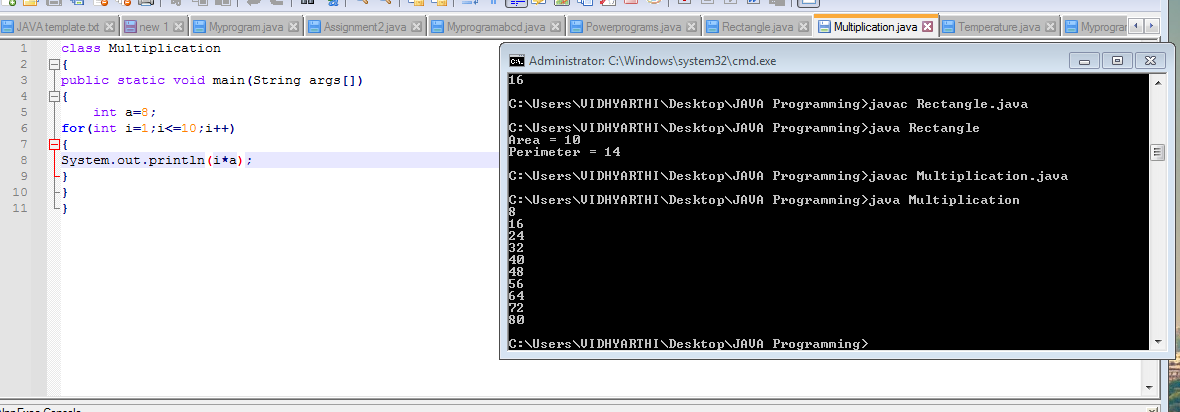 JAVA template.txt new 1 Myprogram.java Assignment2.java Myprogramabcd.java Powerprograms.java Rectangle.java Multiplication.java Temperature.java Myprogra
1 class Multiplication
2 {
3 public static void main(String args[])
4 {
5 int a=8;
6 for(int i=1;i<=10;i++)
7 {
8 System.out.println(i*a);
9 }
10 }
11 }
Administrator: C:\Windows\system32\cmd.exe
16
C:\Users\VIDHYARTHI\Desktop\JAVA Programming>javac Rectangle.java
C:\Users\VIDHYARTHI\Desktop\JAVA Programming>java Rectangle
Area = 10
Perimeter = 14
C:\Users\VIDHYARTHI\Desktop\JAVA Programming>javac Multiplication.java
C:\Users\VIDHYARTHI\Desktop\JAVA Programming>java Multiplication
8
16
24
32
40
48
56
64
72
80
C:\Users\VIDHYARTHI\Desktop\JAVA Programming>